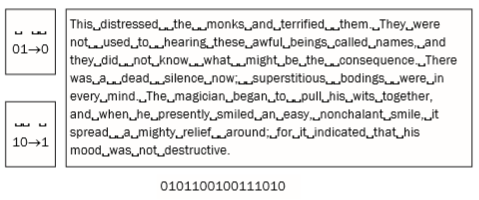 ␣ ␣␣
01→0
␣␣ ␣
10→1
This distressed the monks and terrified them. They were
not used to hearing these awful beings called names, and
they did not know what might be the consequence. There
was a dead silence now; superstitious bodings were in
every mind. The magician began to pull his wits together,
and when he presently smiled an easy, nonchalant smile, it
spread a mighty relief around; for it indicated that his
mood was not destructive.
0101100100111010